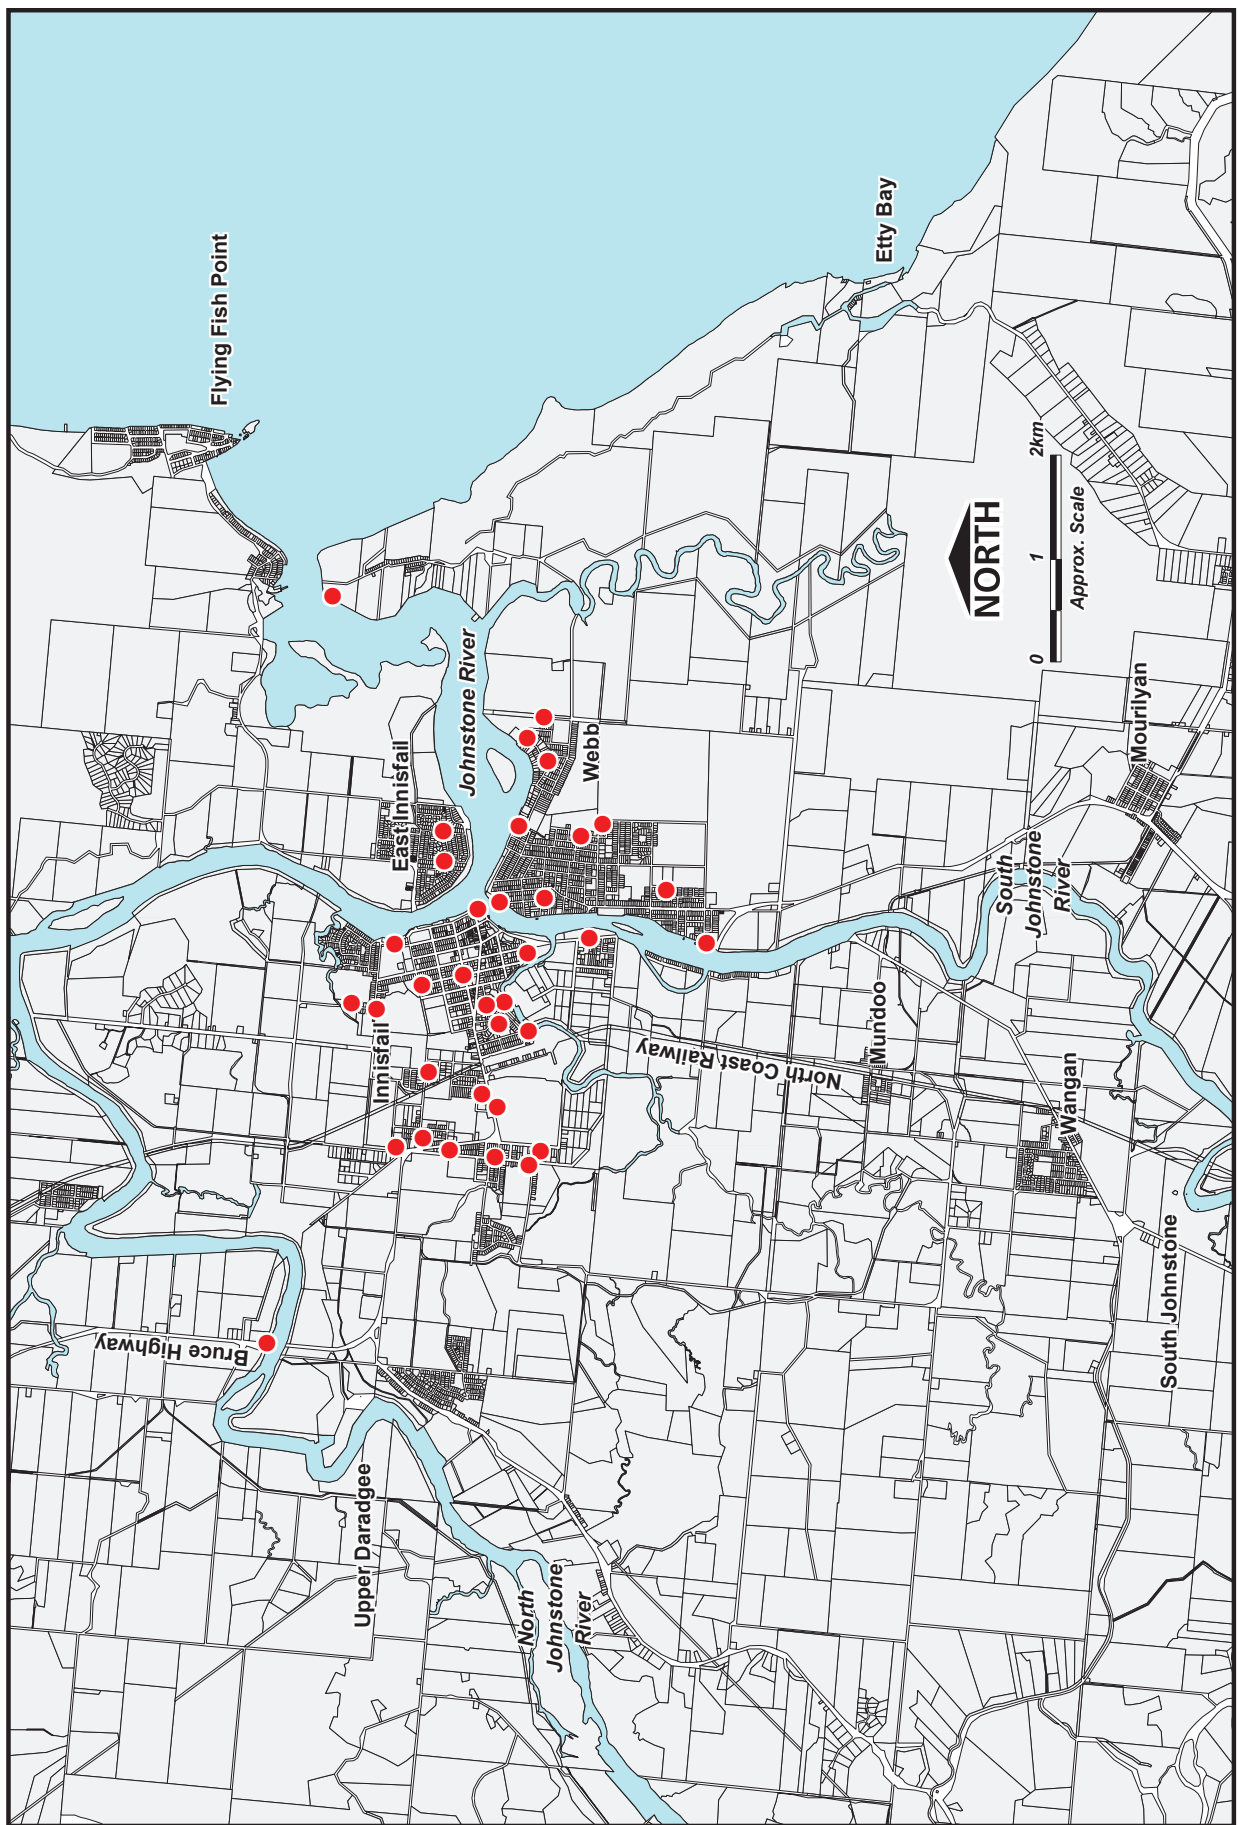 Flying Fish Point
Etty Bay
NORTH
0
1
2km
Approx. Scale
East Innisfail
Johnstone River
Webb
Mourilyan
South
Johnstone
River
Innisfail
North Coast Railway
Mundoo
Wangan
Bruce Highway
South Johnstone
Upper Daradgee
North
Johnstone
River